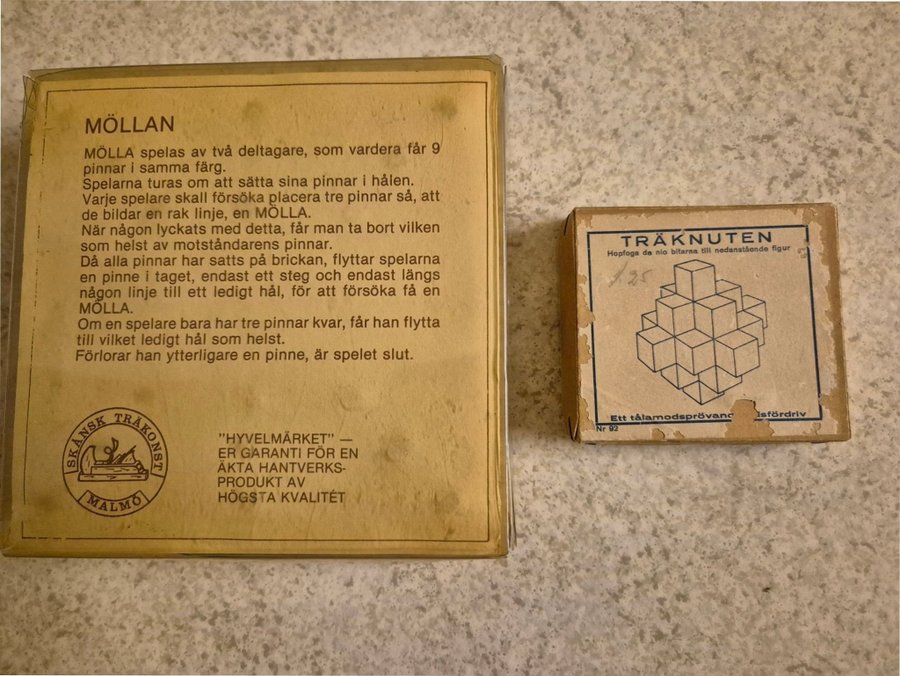 MÖLLAN
MÖLLA spelas av två deltagare, som vardera får 9
pinnar i samma färg.
Spelarna turas om att sätta sina pinnar i hålen.
Varje spelare skall försöka placera tre pinnar så, att
de bildar en rak linje, en MÖLLA.
När någon lyckats med detta, får man ta bort vilken
som helst av motståndarens pinnar.
Då alla pinnar har satts på brickan, flyttar spelarna
en pinne i taget, endast ett steg och endast längs
någon linje till ett ledigt hål, för att försöka få en
MÖLLA.
Om en spelare bara har tre pinnar kvar, får han flytta
till vilket ledigt hål som helst.
Förlorar han ytterligare en pinne, är spelet slut.
SKÅNSK TRÄKONST
MALMÖ
"HYVELMÄRKET" —
ER GARANTI FÖR EN
ÄKTA HANTVERKS-
PRODUKT AV
HÖGSTA KVALITÉT
TRÄKNUTEN
Hopfoga de nio bitarna till nedanstående figur
Ett tålamodsprövand sfördriv
Nr 92